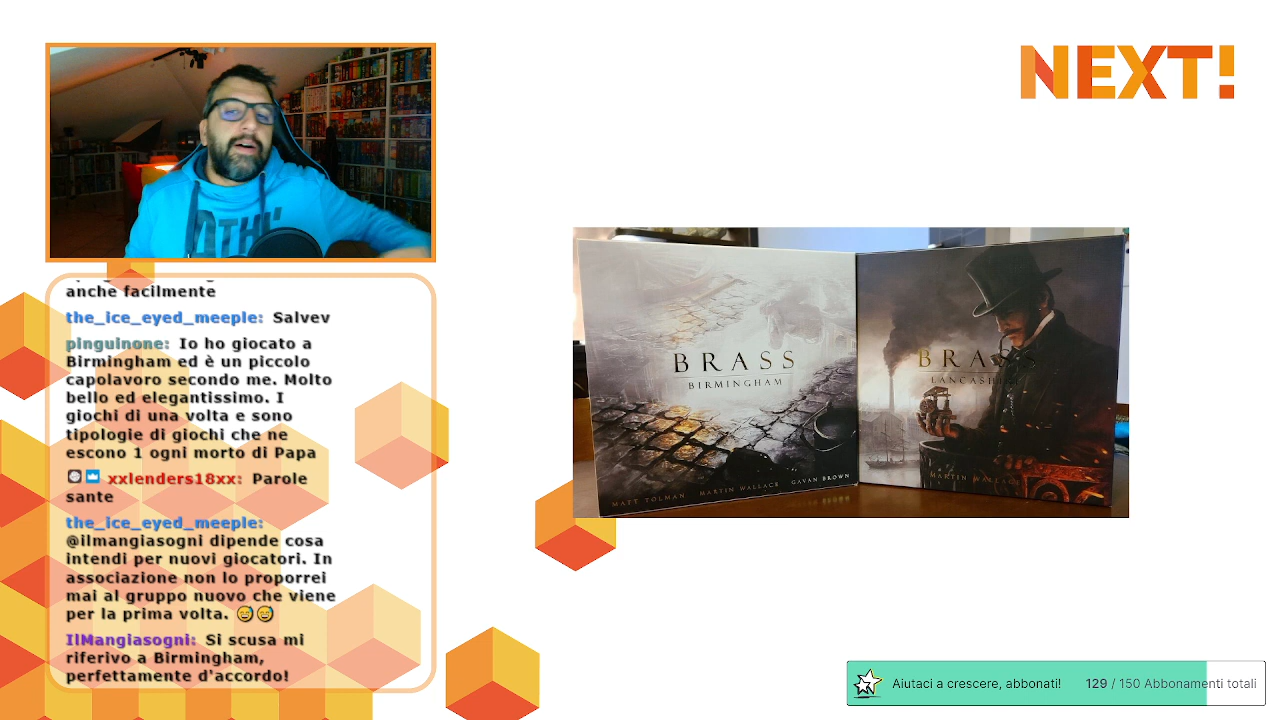 NEXT!
anche facilmente
the_ice_eyed_meeple: Salvev
pinguinone: Io ho giocato a
Birmingham ed è un piccolo
capolavoro secondo me. Molto
bello ed elegantissimo. I
giochi di una volta e sono
tipologie di giochi che ne
escono 1 ogni morto di Papa
xxlenders18xx: Parole
sante
the_ice_eyed_meeple:
@ilmangiasogni dipende cosa
intendi per nuovi giocatori. In
associazione non lo proporrei
mai al gruppo nuovo che viene
per la prima volta. 😅😅
IlMangiasogni: Si scusa mi
riferivo a Birmingham,
perfettamente d'accordo!
BRASS
BIRMINGHAM
MATT TOLMAN MARTIN WALLACE GAVAN BROWN
BRASS
LANCASHIRE
MARTIN WALLACE
Aiutaci a crescere, abbonati! 129 / 150 Abbonamenti totali